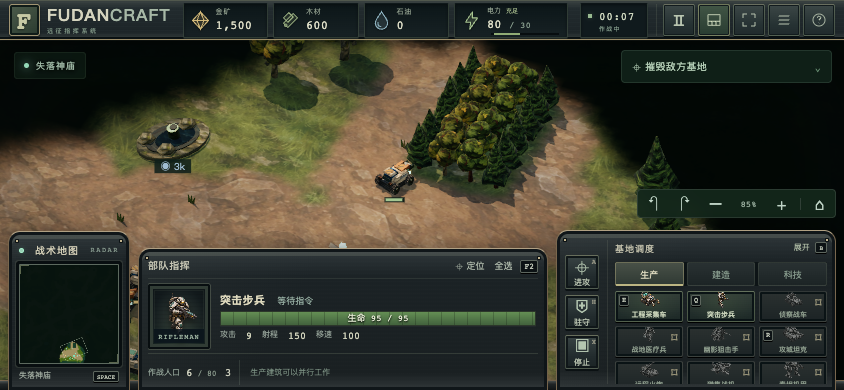 F FUDANCRAFT
远征指挥系统
金矿
1,500
木材
600
石油
0
电力 充足
80 / 30
00:07
作战中
失落神庙
摧毁敌方基地
3k
85%
战术地图 RADAR
失落神庙 SPACE
部队指挥 定位 全选 F2
突击步兵 等待指令
生命 95 / 95
攻击 9 射程 150 移速 100
RIFLEMAN
作战人口 6 / 80 3 生产建筑可以并行工作
基地调度 展开 B
进攻 A
驻守 H
停止
生产 建造 科技
E 工程采集车
Q 突击步兵
侦察战车
战地医疗兵
幽影狙击手
R 攻城坦克